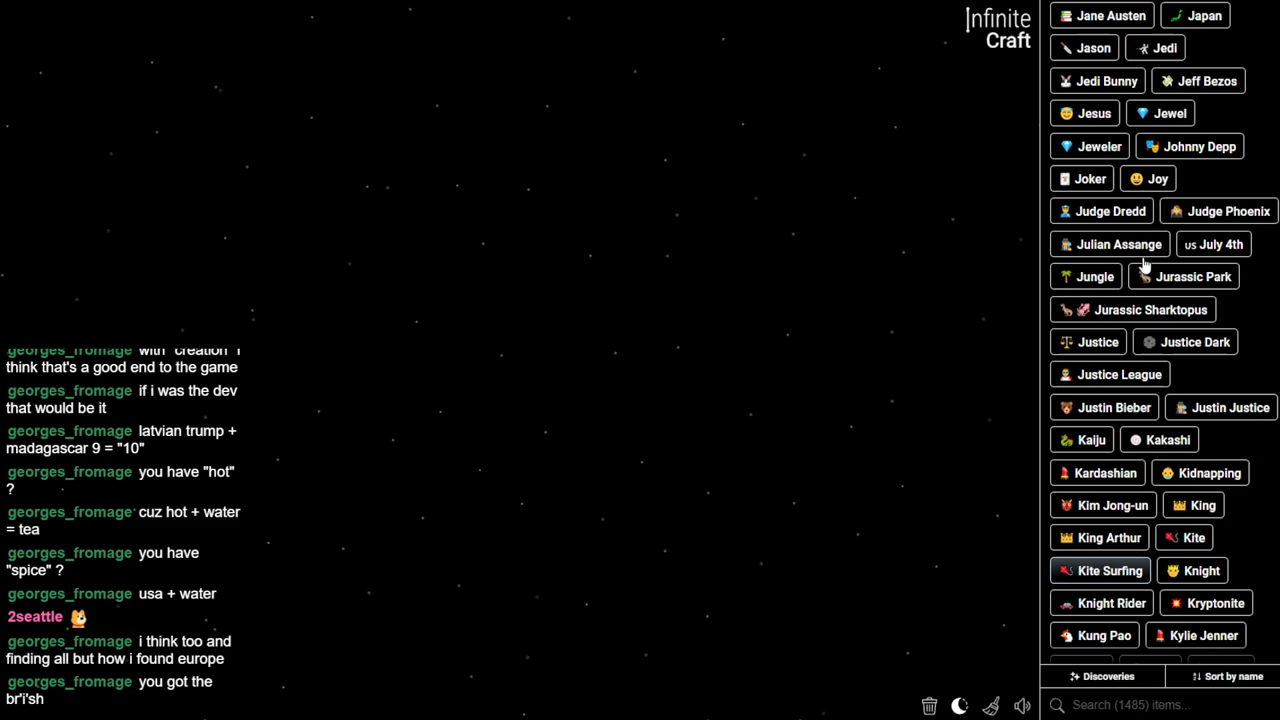 Infinite
Craft
georges_fromage with "creation" i
think that's a good end to the game
georges_fromage if i was the dev
that would be it
georges_fromage latvian trump +
madagascar 9 = "10"
georges_fromage you have "hot"
?
georges_fromage cuz hot + water
= tea
georges_fromage you have
"spice" ?
georges_fromage usa + water
2seattle
georges_fromage i think too and
finding all but how i found europe
georges_fromage you got the
br'i'sh
Jane Austen Japan
Jason Jedi
Jedi Bunny Jeff Bezos
Jesus Jewel
Jeweler Johnny Depp
Joker Joy
Judge Dredd Judge Phoenix
Julian Assange US July 4th
Jungle Jurassic Park
Jurassic Sharktopus
Justice Justice Dark
Justice League
Justin Bieber Justin Justice
Kaiju Kakashi
Kardashian Kidnapping
Kim Jong-un King
King Arthur Kite
Kite Surfing Knight
Knight Rider Kryptonite
Kung Pao Kylie Jenner
Discoveries Sort by name
Search (1485) items...